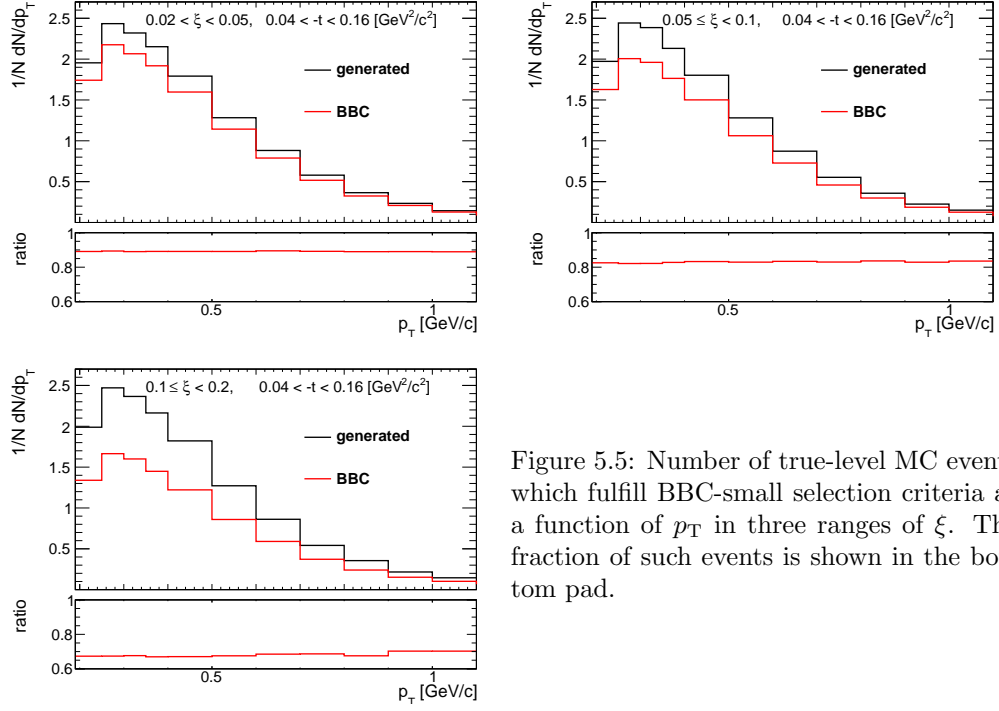 0.02 < ξ < 0.05, 0.04 < -t < 0.16 [GeV²/c²]
1/N dN/dp_T
2.5
2
1.5
1
0.5
generated
BBC
ratio
1
0.8
0.6
0.5
1
p_T [GeV/c]
0.05 ≤ ξ < 0.1, 0.04 < -t < 0.16 [GeV²/c²]
1/N dN/dp_T
2.5
2
1.5
1
0.5
generated
BBC
ratio
1
0.8
0.6
0.5
1
p_T [GeV/c]
0.1 ≤ ξ < 0.2, 0.04 < -t < 0.16 [GeV²/c²]
1/N dN/dp_T
2.5
2
1.5
1
0.5
generated
BBC
ratio
1
0.8
0.6
0.5
1
p_T [GeV/c]
Figure 5.5: Number of true-level MC event
which fulfill BBC-small selection criteria a
a function of p_T in three ranges of ξ. Th
fraction of such events is shown in the bo
tom pad.